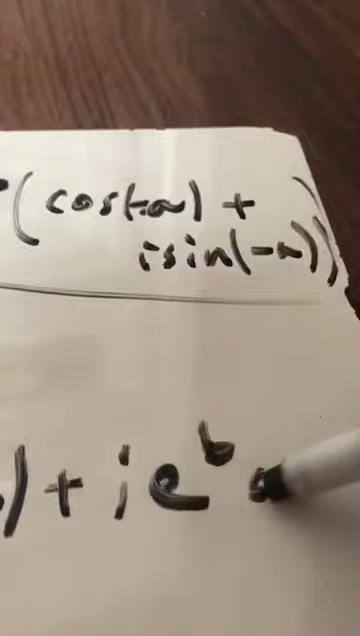 (cos(-a) +
isin(-a)))
) + ie^b